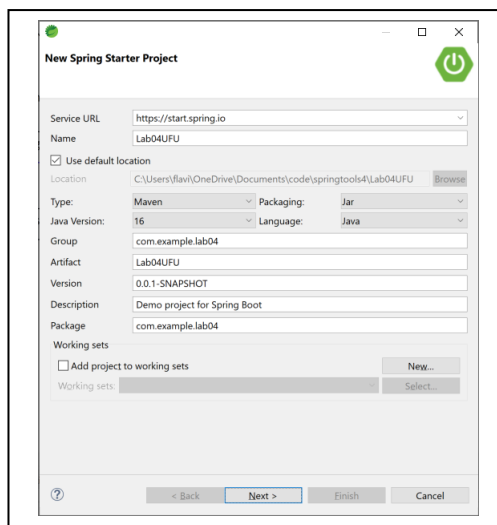 New Spring Starter Project
Service URL https://start.spring.io
Name Lab04UFU
Use default location
Location C:\Users\flavi\OneDrive\Documents\code\springtools4\Lab04UFU Browse
Type: Maven Packaging: Jar
Java Version: 16 Language: Java
Group com.example.lab04
Artifact Lab04UFU
Version 0.0.1-SNAPSHOT
Description Demo project for Spring Boot
Package com.example.lab04
Working sets
Add project to working sets New...
Working sets: Select...
? < Back Next > Finish Cancel